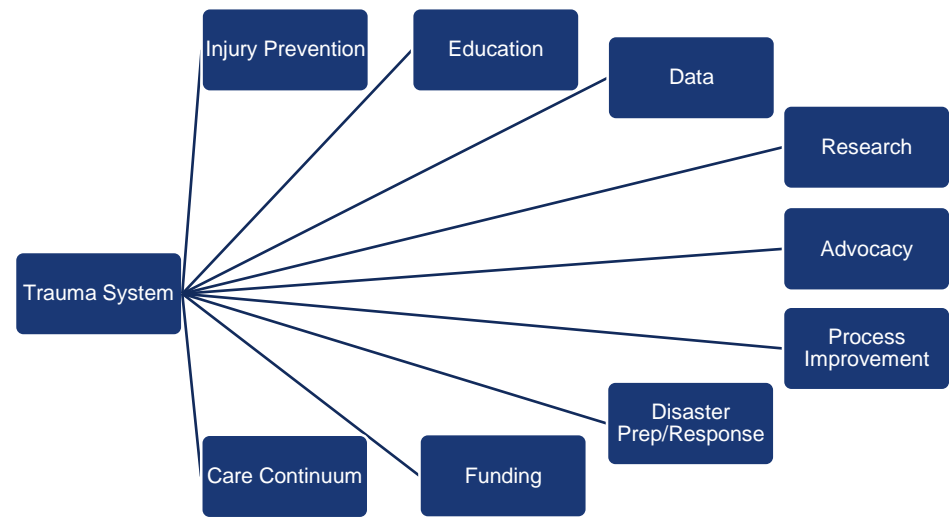 Injury Prevention
Education
Data
Research
Advocacy
Trauma System
Process
Improvement
Disaster
Prep/Response
Care Continuum
Funding